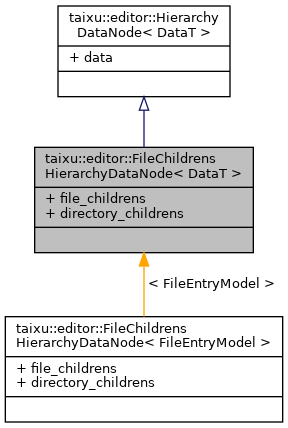 taixu::editor::Hierarchy
DataNode< DataT >
+ data
taixu::editor::FileChildrens
HierarchyDataNode< DataT >
+ file_childrens
+ directory_childrens
< FileEntryModel >
taixu::editor::FileChildrens
HierarchyDataNode< FileEntryModel >
+ file_childrens
+ directory_childrens